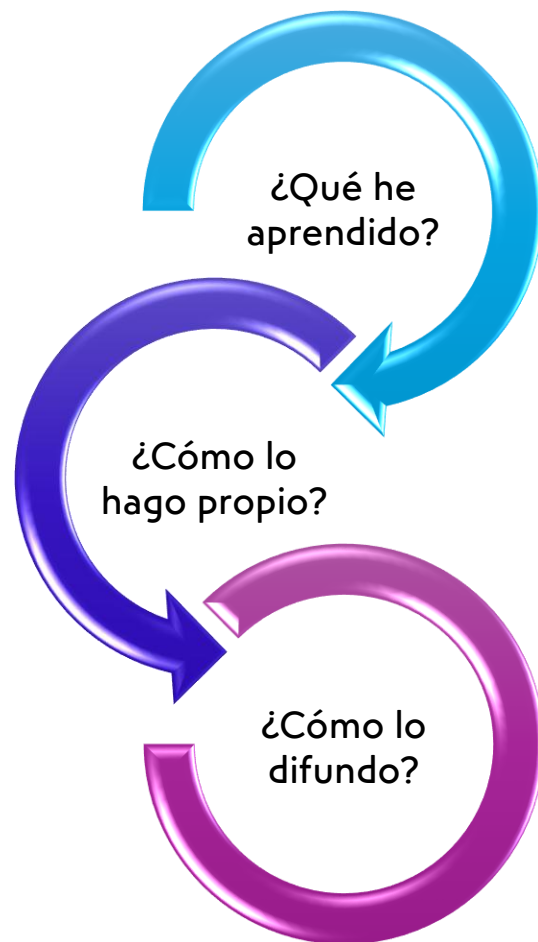 ¿Qué he
aprendido?
¿Cómo lo
hago propio?
¿Cómo lo
difundo?